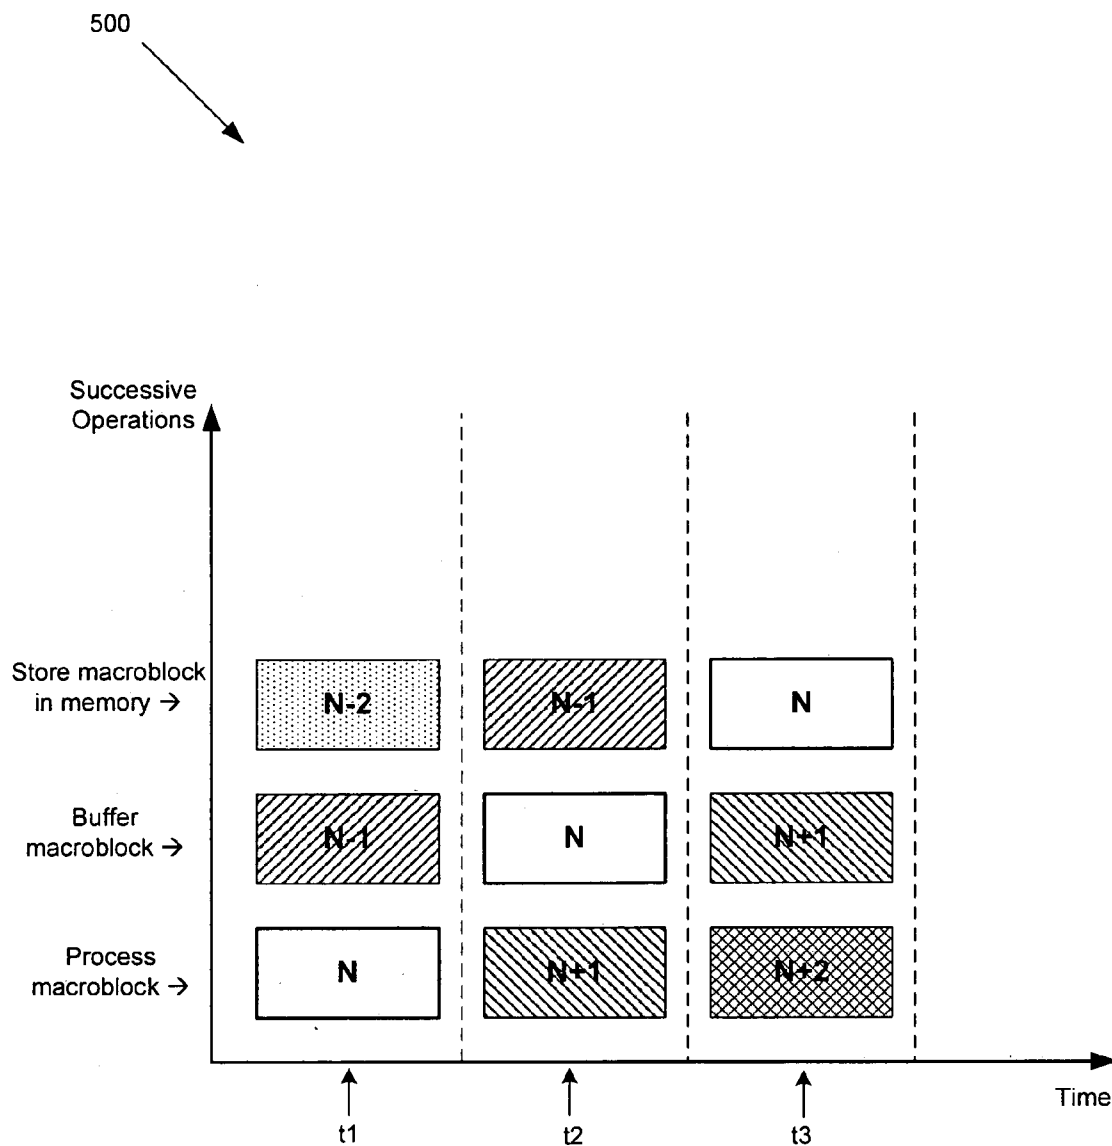 500
Successive
Operations
Store macroblock
in memory →
N-2
N-1
N
Buffer
macroblock →
N-1
N
N+1
Process
macroblock →
N
N+1
N+2
Time
t1
t2
t3